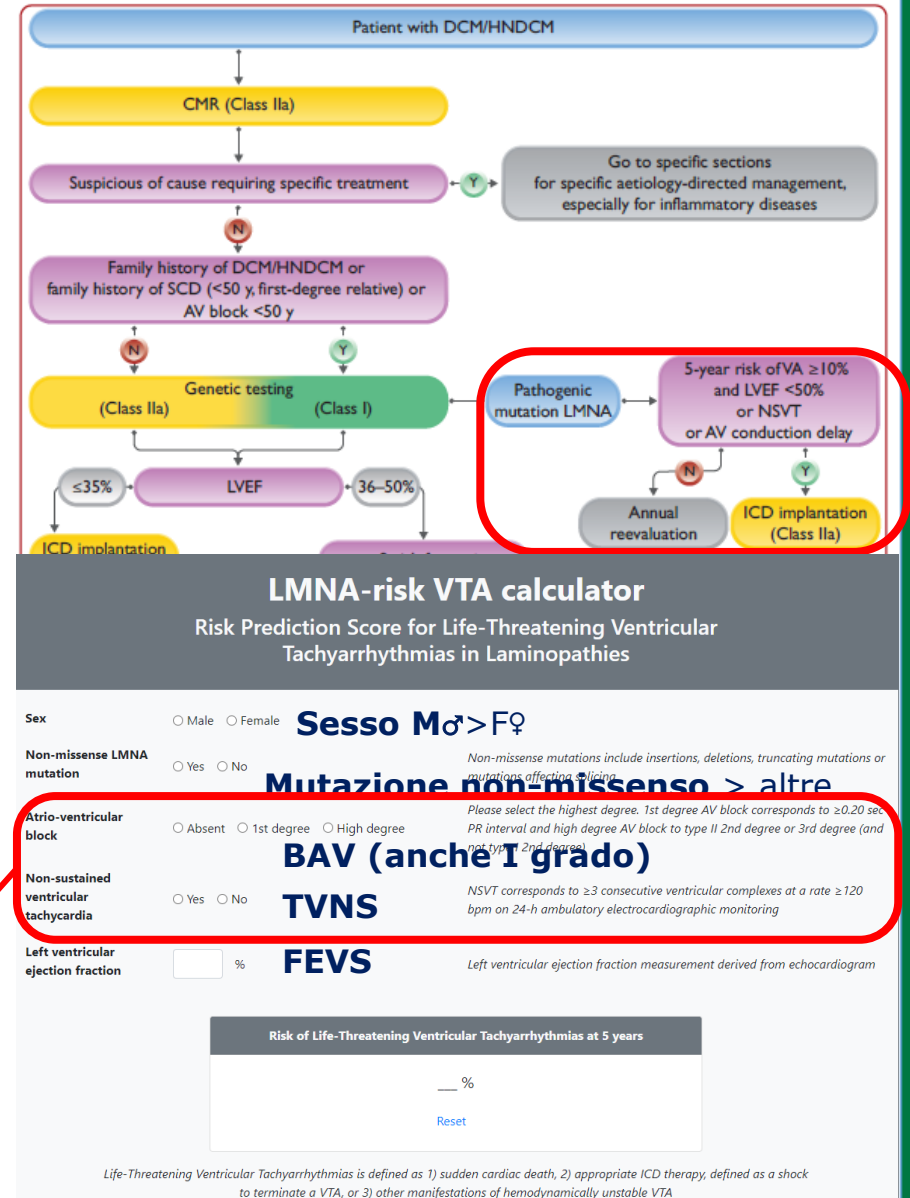 Patient with DCM/HNDCM
CMR (Class IIa)
Suspicious of cause requiring specific treatment
Y
Go to specific sections
for specific aetiology-directed management,
especially for inflammatory diseases
N
Family history of DCM/HNDCM or
family history of SCD (<50 y, first-degree relative) or
AV block <50 y
N
Y
Genetic testing
(Class IIa)
(Class I)
Pathogenic
mutation LMNA
5-year risk of VA ≥10%
and LVEF <50%
or NSVT
or AV conduction delay
N
Y
≤35%
LVEF
36–50%
Annual
reevaluation
ICD implantation
(Class IIa)
ICD implantation
LMNA-risk VTA calculator
Risk Prediction Score for Life-Threatening Ventricular
Tachyarrhythmias in Laminopathies
Sex
Male Female
Sesso M♂>F♀
Non-missense LMNA
mutation
Yes No
Non-missense mutations include insertions, deletions, truncating mutations or
mutations affecting splicing
Mutazione non-missenso > altre
Atrio-ventricular
block
Absent 1st degree High degree
Please select the highest degree. 1st degree AV block corresponds to ≥0.20 sec
PR interval and high degree AV block to type II 2nd degree or 3rd degree (and
not type I 2nd degree)
BAV (anche I grado)
Non-sustained
ventricular
tachycardia
Yes No
TVNS
NSVT corresponds to ≥3 consecutive ventricular complexes at a rate ≥120
bpm on 24-h ambulatory electrocardiographic monitoring
Left ventricular
ejection fraction
%
FEVS
Left ventricular ejection fraction measurement derived from echocardiogram
Risk of Life-Threatening Ventricular Tachyarrhythmias at 5 years
___ %
Reset
Life-Threatening Ventricular Tachyarrhythmias is defined as 1) sudden cardiac death, 2) appropriate ICD therapy, defined as a shock
to terminate a VTA, or 3) other manifestations of hemodynamically unstable VTA